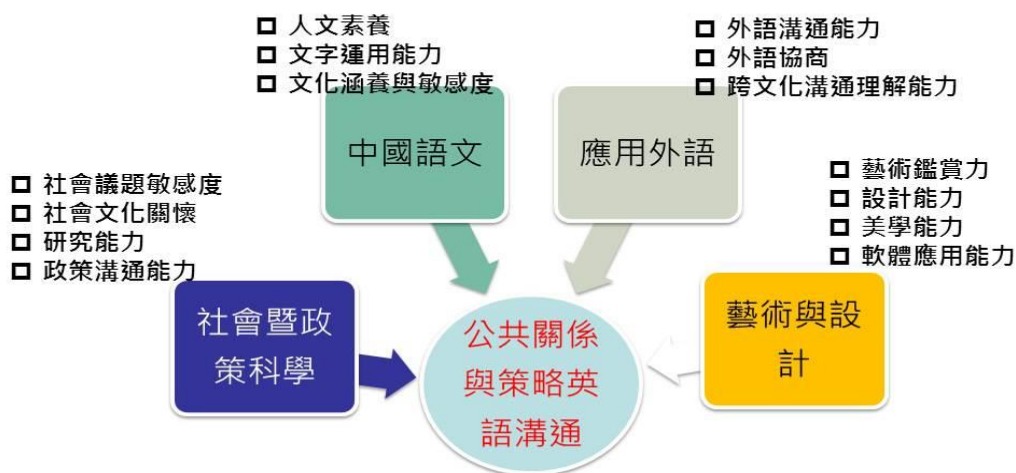 人文素養
文字運用能力
文化涵養與敏感度
外語溝通能力
外語協商
跨文化溝通理解能力
中國語文
應用外語
社會議題敏感度
社會文化關懷
研究能力
政策溝通能力
藝術鑑賞力
設計能力
美學能力
軟體應用能力
社會暨政
策科學
公共關係
與策略英
語溝通
藝術與設
計